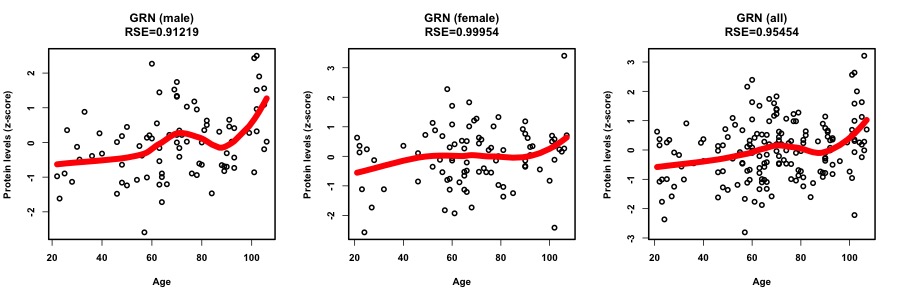 GRN (male)
RSE=0.91219
Protein levels (z-score)
2
1
0
-1
-2
20
40
60
80
100
Age
GRN (female)
RSE=0.99954
Protein levels (z-score)
3
2
1
0
-1
-2
20
40
60
80
100
Age
GRN (all)
RSE=0.95454
Protein levels (z-score)
3
2
1
0
-1
-2
-3
20
40
60
80
100
Age